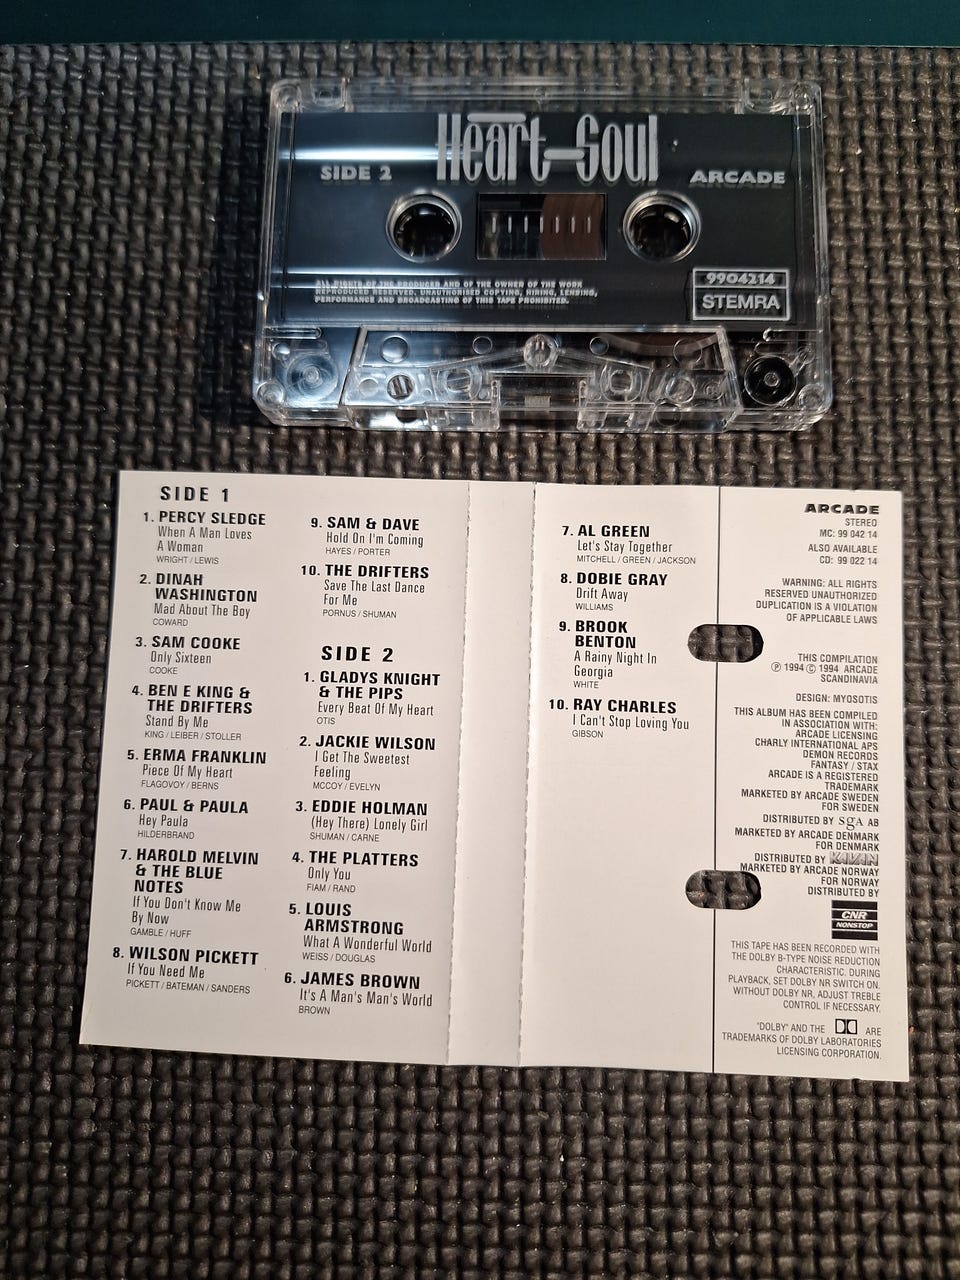 Heart Soul
SIDE 2
ARCADE
ALL RIGHTS OF THE PRODUCER AND OF THE OWNER OF THE WORK
REPRODUCED RESERVED. UNAUTHORISED COPYING, HIRING, LENDING,
PERFORMANCE AND BROADCASTING OF THIS TAPE PROHIBITED.
9904214
STEMRA
SIDE 1
1. PERCY SLEDGE
When A Man Loves
A Woman
WRIGHT / LEWIS
2. DINAH
WASHINGTON
Mad About The Boy
COWARD
3. SAM COOKE
Only Sixteen
COOKE
4. BEN E KING &
THE DRIFTERS
Stand By Me
KING / LEIBER / STOLLER
5. ERMA FRANKLIN
Piece Of My Heart
FLAGOVOY / BERNS
6. PAUL & PAULA
Hey Paula
HILDERBRAND
7. HAROLD MELVIN
& THE BLUE
NOTES
If You Don't Know Me
By Now
GAMBLE / HUFF
8. WILSON PICKETT
If You Need Me
PICKETT / BATEMAN / SANDERS
9. SAM & DAVE
Hold On I'm Coming
HAYES / PORTER
10. THE DRIFTERS
Save The Last Dance
For Me
PORNUS / SHUMAN
SIDE 2
1. GLADYS KNIGHT
& THE PIPS
Every Beat Of My Heart
OTIS
2. JACKIE WILSON
I Get The Sweetest
Feeling
MCCOY / EVELYN
3. EDDIE HOLMAN
(Hey There) Lonely Girl
SHUMAN / CARNE
4. THE PLATTERS
Only You
FIAM / RAND
5. LOUIS
ARMSTRONG
What A Wonderful World
WEISS / DOUGLAS
6. JAMES BROWN
It's A Man's Man's World
BROWN
7. AL GREEN
Let's Stay Together
MITCHELL / GREEN / JACKSON
8. DOBIE GRAY
Drift Away
WILLIAMS
9. BROOK
BENTON
A Rainy Night In
Georgia
WHITE
10. RAY CHARLES
I Can't Stop Loving You
GIBSON
ARCADE
STEREO
MC: 99 042 14
ALSO AVAILABLE
CD: 99 022 14
WARNING: ALL RIGHTS
RESERVED UNAUTHORIZED
DUPLICATION IS A VIOLATION
OF APPLICABLE LAWS
THIS COMPILATION
Ⓟ 1994 Ⓒ 1994 ARCADE
SCANDINAVIA
DESIGN: MYOSOTIS
THIS ALBUM HAS BEEN COMPILED
IN ASSOCIATION WITH:
ARCADE LICENSING
CHARLY INTERNATIONAL APS
DEMON RECORDS
FANTASY / STAX
ARCADE IS A REGISTERED
TRADEMARK
MARKETED BY ARCADE SWEDEN
FOR SWEDEN
DISTRIBUTED BY SGA AB
MARKETED BY ARCADE DENMARK
FOR DENMARK
DISTRIBUTED BY KAVAN
MARKETED BY ARCADE NORWAY
FOR NORWAY
DISTRIBUTED BY
CNR
NONSTOP
THIS TAPE HAS BEEN RECORDED WITH
THE DOLBY B-TYPE NOISE REDUCTION
CHARACTERISTIC. DURING
PLAYBACK, SET DOLBY NR SWITCH ON.
WITHOUT DOLBY NR, ADJUST TREBLE
CONTROL IF NECESSARY.
"DOLBY" AND THE ARE
TRADEMARKS OF DOLBY LABORATORIES
LICENSING CORPORATION.